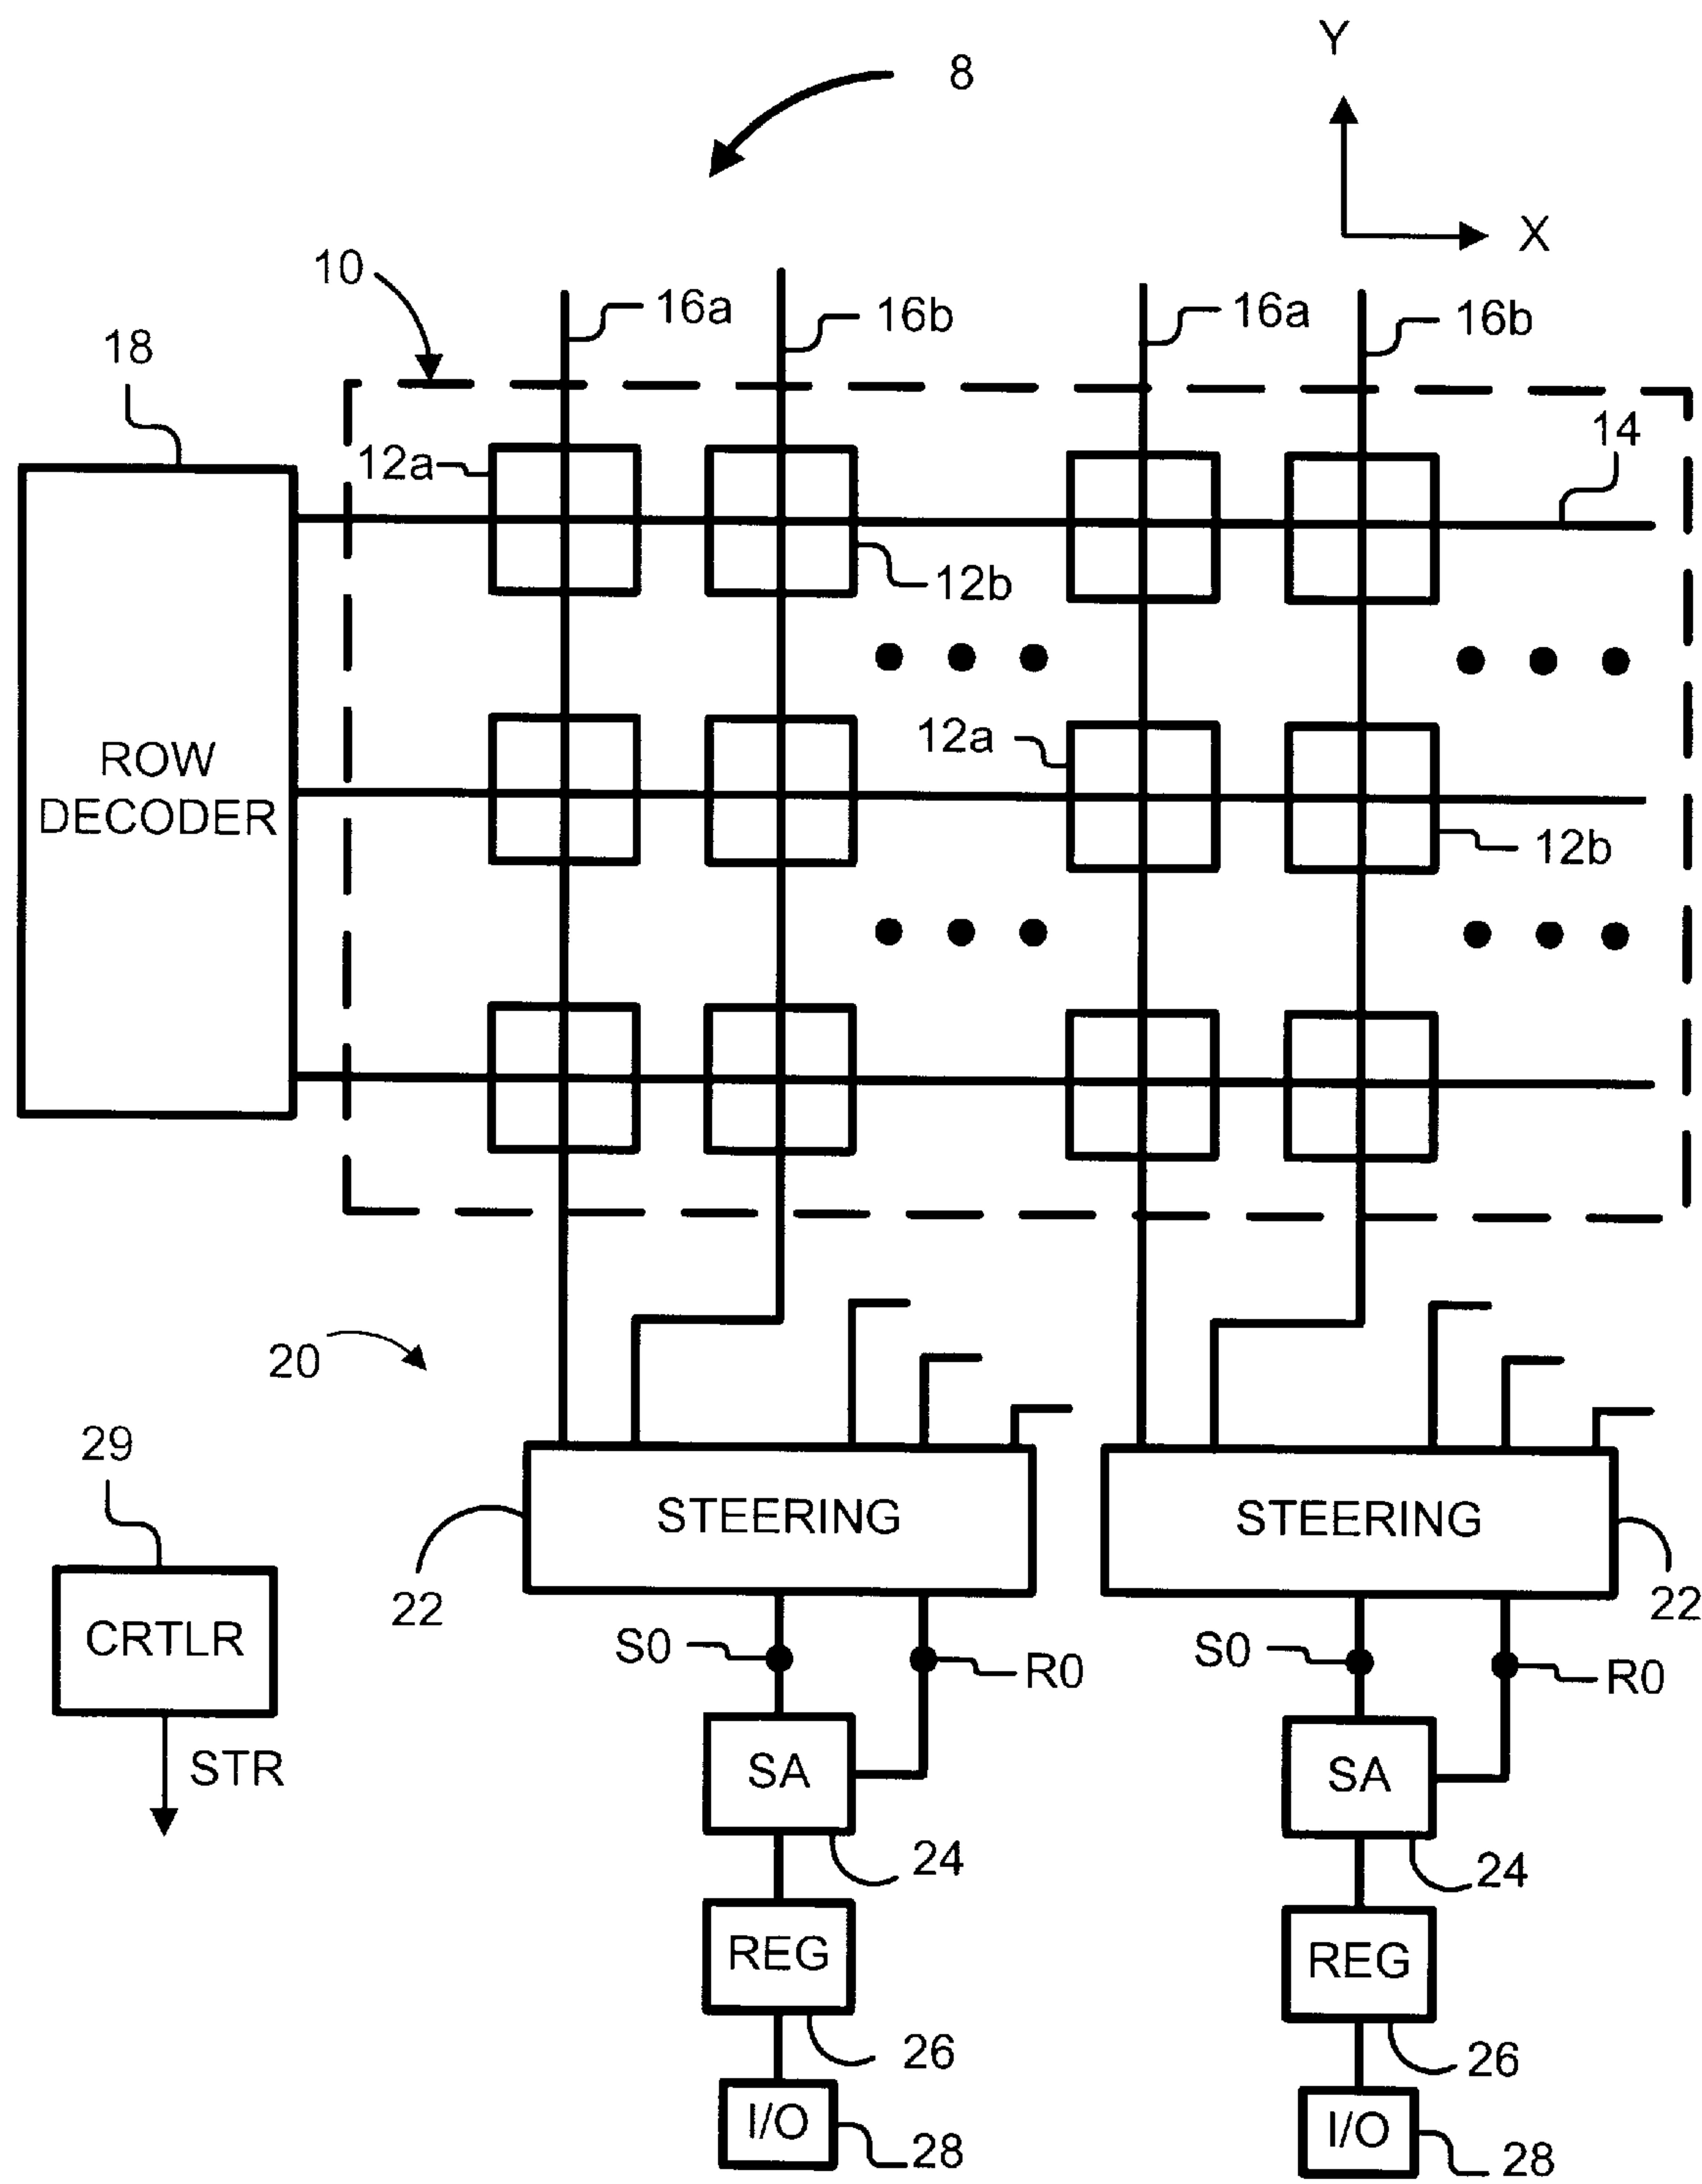 Y
8
X
10
16a
16b
16a
16b
18
12a
14
12b
12a
ROW
DECODER
12b
20
29
STEERING
STEERING
22
22
CRTLR
S0
R0
S0
R0
STR
SA
SA
24
24
REG
REG
26
26
I/O
I/O
28
28